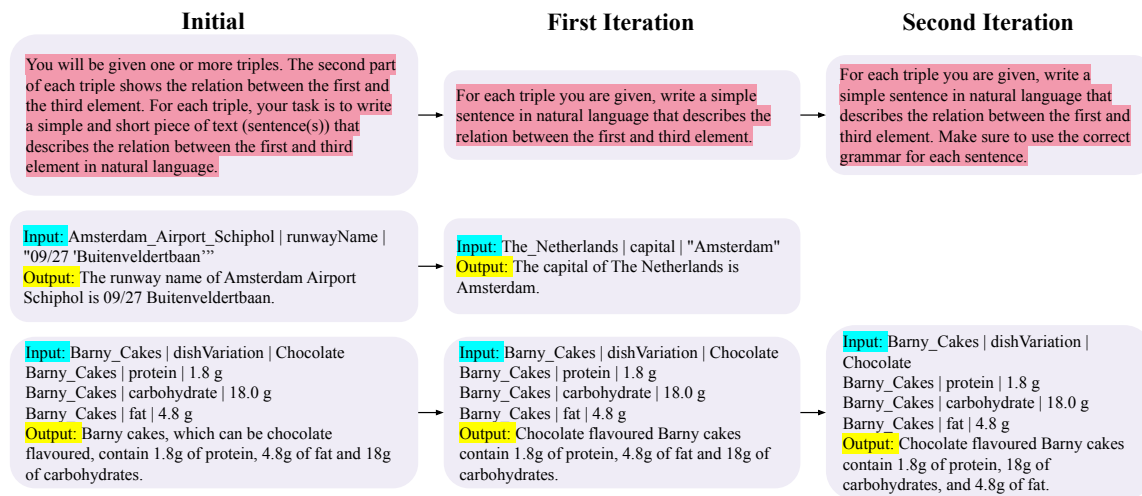 Initial
First Iteration
Second Iteration
You will be given one or more triples. The second part
of each triple shows the relation between the first and
the third element. For each triple, your task is to write
a simple and short piece of text (sentence(s)) that
describes the relation between the first and third
element in natural language.
For each triple you are given, write a simple
sentence in natural language that describes the
relation between the first and third element.
For each triple you are given, write a
simple sentence in natural language that
describes the relation between the first and
third element. Make sure to use the correct
grammar for each sentence.
Input: Amsterdam_Airport_Schiphol | runwayName |
"09/27 'Buitenveldertbaan'”
Output: The runway name of Amsterdam Airport
Schiphol is 09/27 Buitenveldertbaan.
Input: The_Netherlands | capital | "Amsterdam"
Output: The capital of The Netherlands is
Amsterdam.
Input: Barny_Cakes | dishVariation | Chocolate
Barny_Cakes | protein | 1.8 g
Barny_Cakes | carbohydrate | 18.0 g
Barny_Cakes | fat | 4.8 g
Output: Barny cakes, which can be chocolate
flavoured, contain 1.8g of protein, 4.8g of fat and 18g
of carbohydrates.
Input: Barny_Cakes | dishVariation | Chocolate
Barny_Cakes | protein | 1.8 g
Barny_Cakes | carbohydrate | 18.0 g
Barny_Cakes | fat | 4.8 g
Output: Chocolate flavoured Barny cakes
contain 1.8g of protein, 4.8g of fat and 18g of
carbohydrates.
Input: Barny_Cakes | dishVariation |
Chocolate
Barny_Cakes | protein | 1.8 g
Barny_Cakes | carbohydrate | 18.0 g
Barny_Cakes | fat | 4.8 g
Output: Chocolate flavoured Barny cakes
contain 1.8g of protein, 18g of
carbohydrates, and 4.8g of fat.